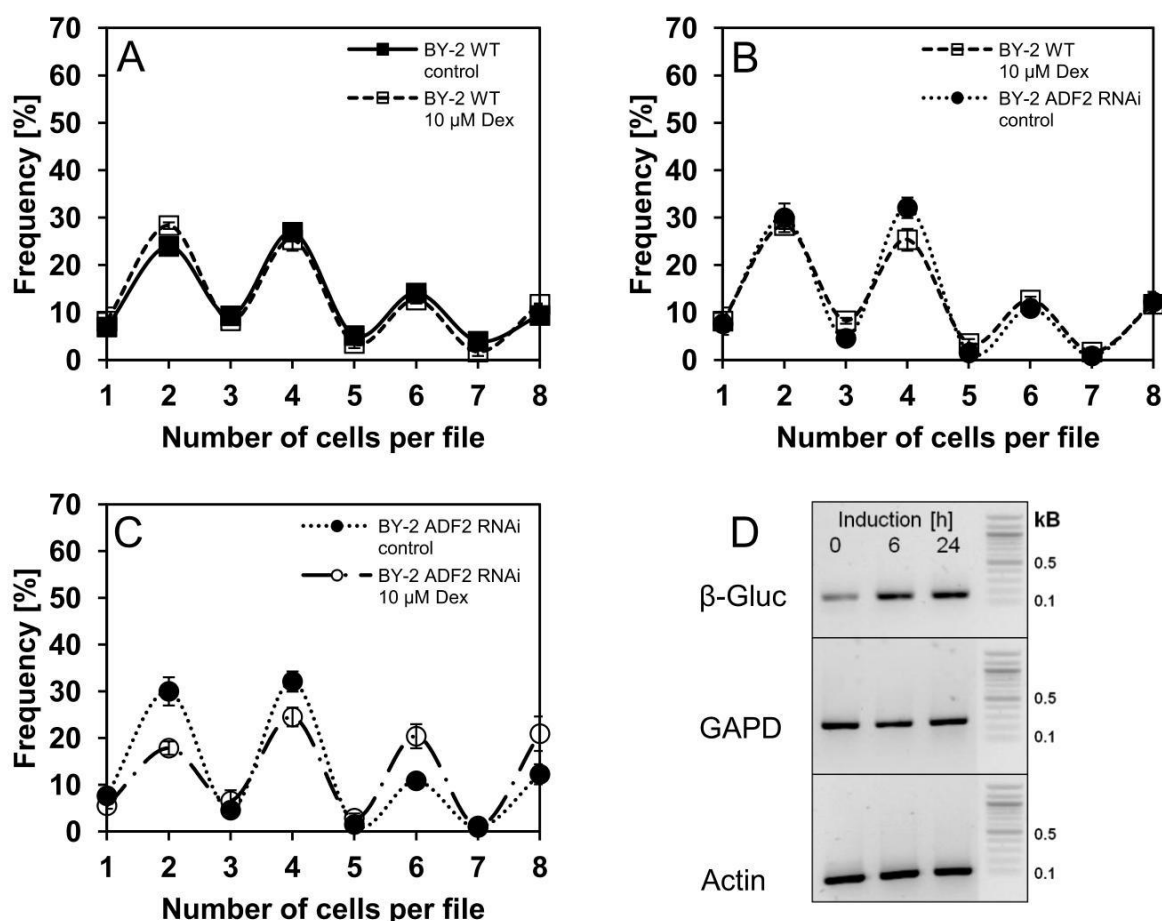 A
BY-2 WT
control
BY-2 WT
10 µM Dex
Frequency [%]
70
60
50
40
30
20
10
0
1 2 3 4 5 6 7 8
Number of cells per file
B
BY-2 WT
10 µM Dex
BY-2 ADF2 RNAi
control
Frequency [%]
70
60
50
40
30
20
10
0
1 2 3 4 5 6 7 8
Number of cells per file
C
BY-2 ADF2 RNAi
control
BY-2 ADF2 RNAi
10 µM Dex
Frequency [%]
70
60
50
40
30
20
10
0
1 2 3 4 5 6 7 8
Number of cells per file
D
Induction [h]
0 6 24
kB
0.5
0.1
β-Gluc
0.5
0.1
GAPD
0.5
0.1
Actin